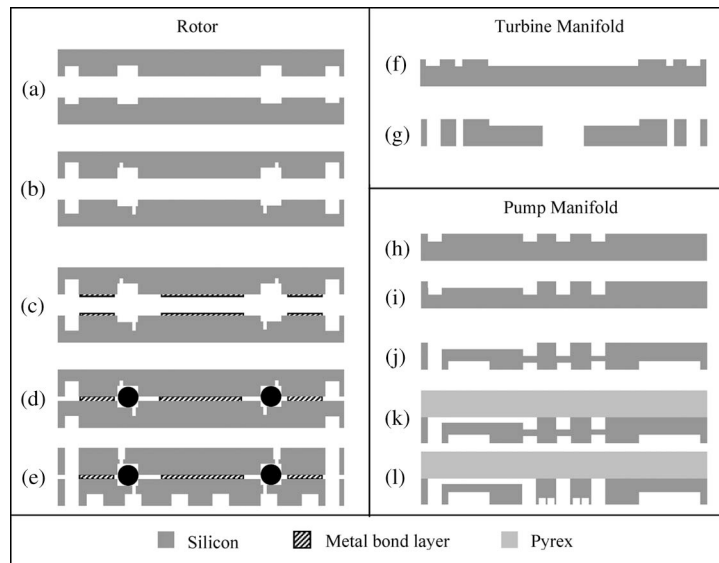 Rotor
(a)
(b)
(c)
(d)
(e)
Turbine Manifold
(f)
(g)
Pump Manifold
(h)
(i)
(j)
(k)
(l)
Silicon
Metal bond layer
Pyrex